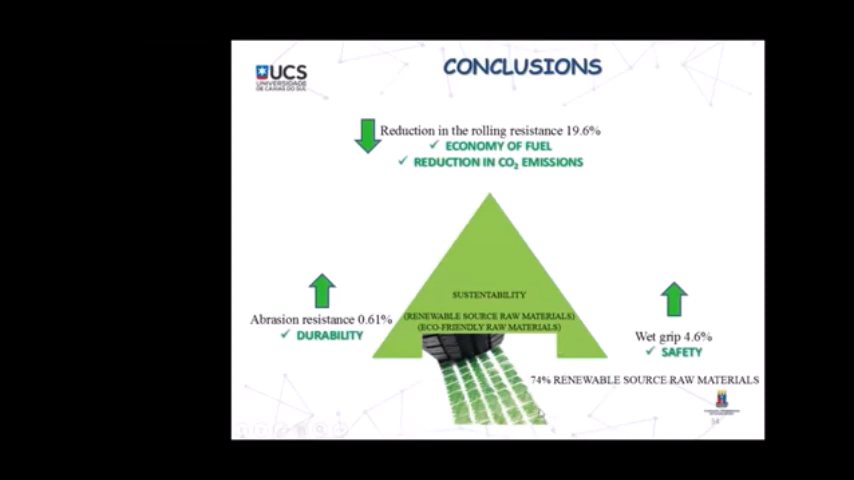 UCS
UNIVERSIDADE
DE CAXIAS DO SUL
CONCLUSIONS
Reduction in the rolling resistance 19.6%
✓ ECONOMY OF FUEL
✓ REDUCTION IN CO₂ EMISSIONS
SUSTENTABILITY
(RENEWABLE SOURCE RAW MATERIALS)
(ECO-FRIENDLY RAW MATERIALS)
Abrasion resistance 0.61%
✓ DURABILITY
Wet grip 4.6%
✓ SAFETY
74% RENEWABLE SOURCE RAW MATERIALS